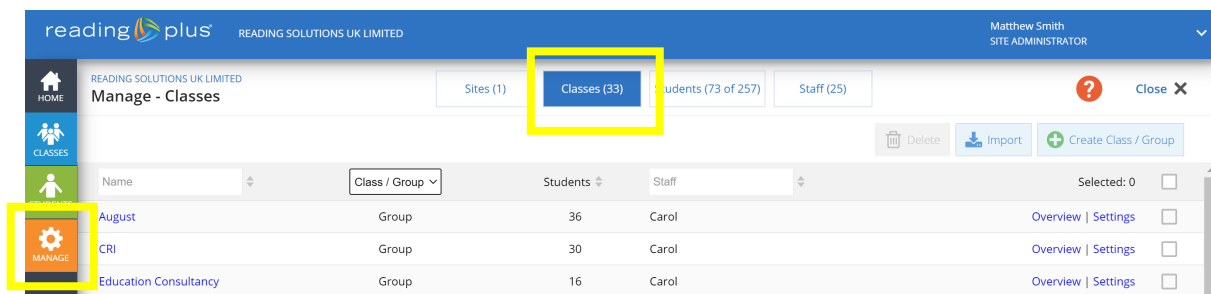 reading plus® READING SOLUTIONS UK LIMITED
Matthew Smith
SITE ADMINISTRATOR
HOME
READING SOLUTIONS UK LIMITED
Manage - Classes
Sites (1) Classes (33) Students (73 of 257) Staff (25)
? Close X
CLASSES
Delete Import Create Class / Group
Name Class / Group Students Staff Selected: 0
STUDENTS
August Group 36 Carol Overview | Settings
MANAGE
CRI Group 30 Carol Overview | Settings
Education Consultancy Group 16 Carol Overview | Settings